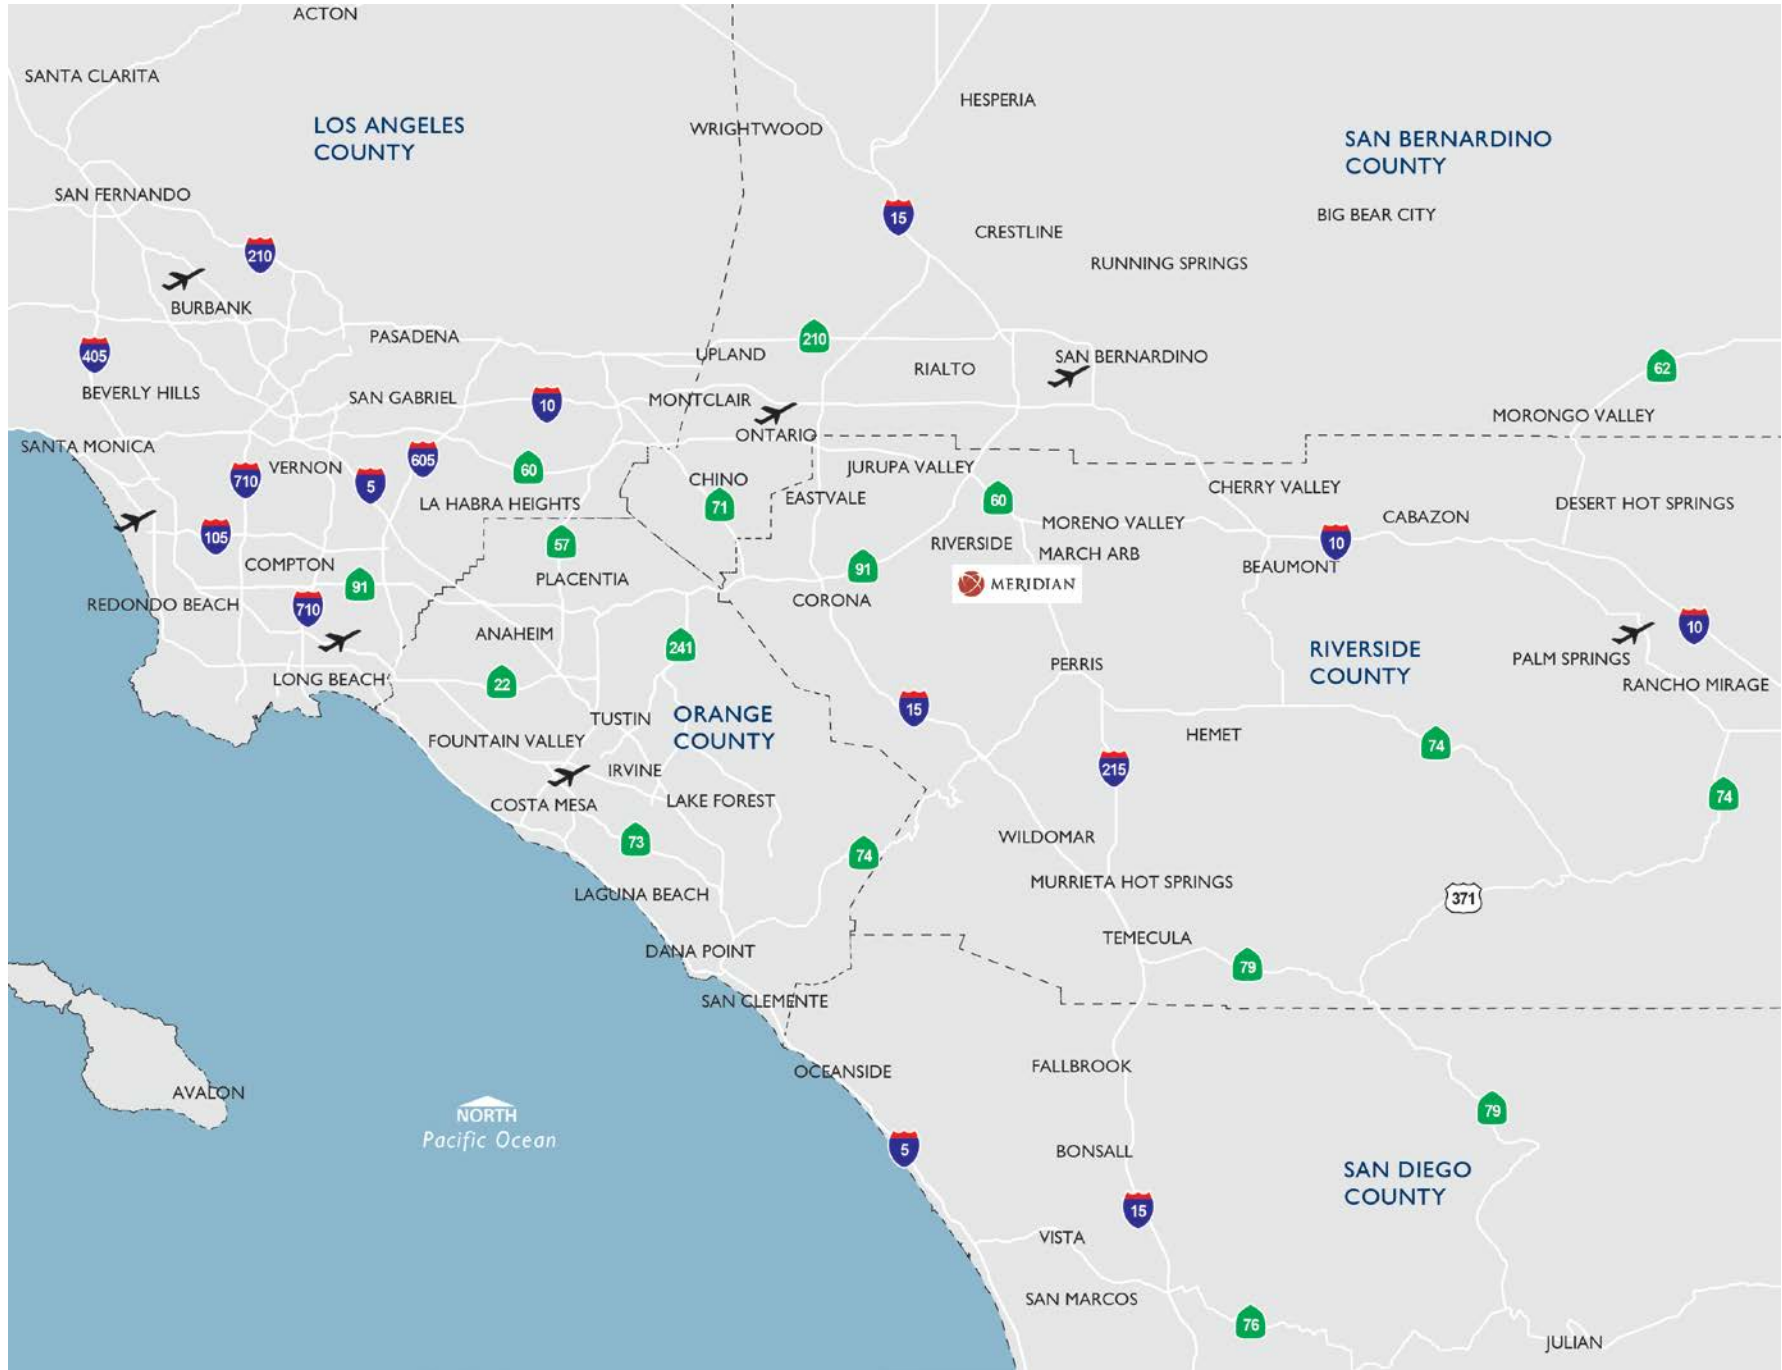 ACTON
SANTA CLARITA
HESPERIA
LOS ANGELES
COUNTY
WRIGHTWOOD
SAN BERNARDINO
COUNTY
SAN FERNANDO
15
BIG BEAR CITY
CRESTLINE
210
RUNNING SPRINGS
BURBANK
PASADENA
210
405
UPLAND
SAN BERNARDINO
RIALTO
62
BEVERLY HILLS
SAN GABRIEL
10
MONTCLAIR
MORONGO VALLEY
ONTARIO
SANTA MONICA
605
VERNON
60
JURUPA VALLEY
710
5
CHINO
CHERRY VALLEY
LA HABRA HEIGHTS
71
EASTVALE
60
DESERT HOT SPRINGS
CABAZON
MORENO VALLEY
105
57
RIVERSIDE
10
MARCH ARB
COMPTON
91
PLACENTIA
91
MERIDIAN
BEAUMONT
REDONDO BEACH
710
CORONA
10
ANAHEIM
241
RIVERSIDE
COUNTY
PERRIS
PALM SPRINGS
LONG BEACH
22
RANCHO MIRAGE
15
TUSTIN
ORANGE
COUNTY
FOUNTAIN VALLEY
HEMET
74
IRVINE
215
COSTA MESA
LAKE FOREST
74
73
74
WILDOMAR
LAGUNA BEACH
MURRIETA HOT SPRINGS
371
DANA POINT
TEMECULA
79
SAN CLEMENTE
OCEANSIDE
FALLBROOK
AVALON
NORTH
Pacific Ocean
79
5
BONSALL
SAN DIEGO
COUNTY
15
VISTA
SAN MARCOS
76
JULIAN